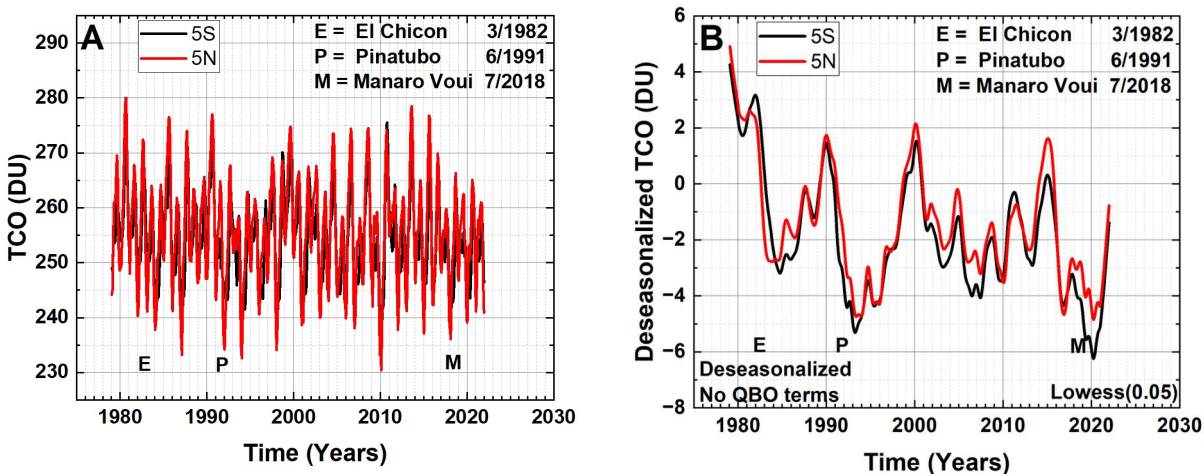 A
5S
5N
E = El Chicon 3/1982
P = Pinatubo 6/1991
M = Manaro Voui 7/2018
TCO (DU)
290
280
270
260
250
240
230
E
P
M
1980 1990 2000 2010 2020 2030
Time (Years)
B
5S
5N
E = El Chicon 3/1982
P = Pinatubo 6/1991
M = Manaro Voui 7/2018
Deseasonalized TCO (DU)
6
4
2
0
−2
−4
−6
−8
E
P
M
Deseasonalized
No QBO terms
Lowess(0.05)
1980 1990 2000 2010 2020 2030
Time (Years)